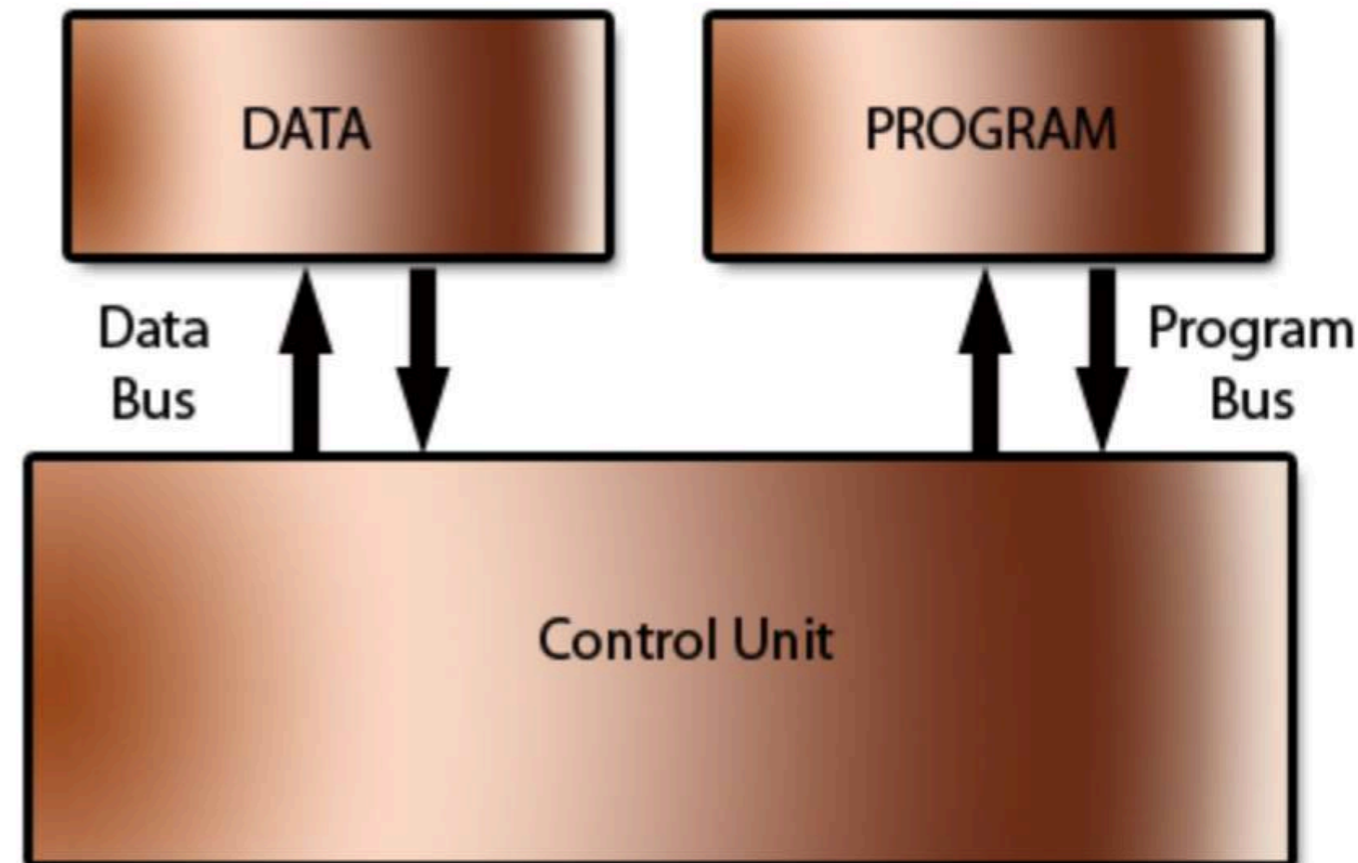 DATA
PROGRAM
Data
Bus
Program
Bus
Control Unit